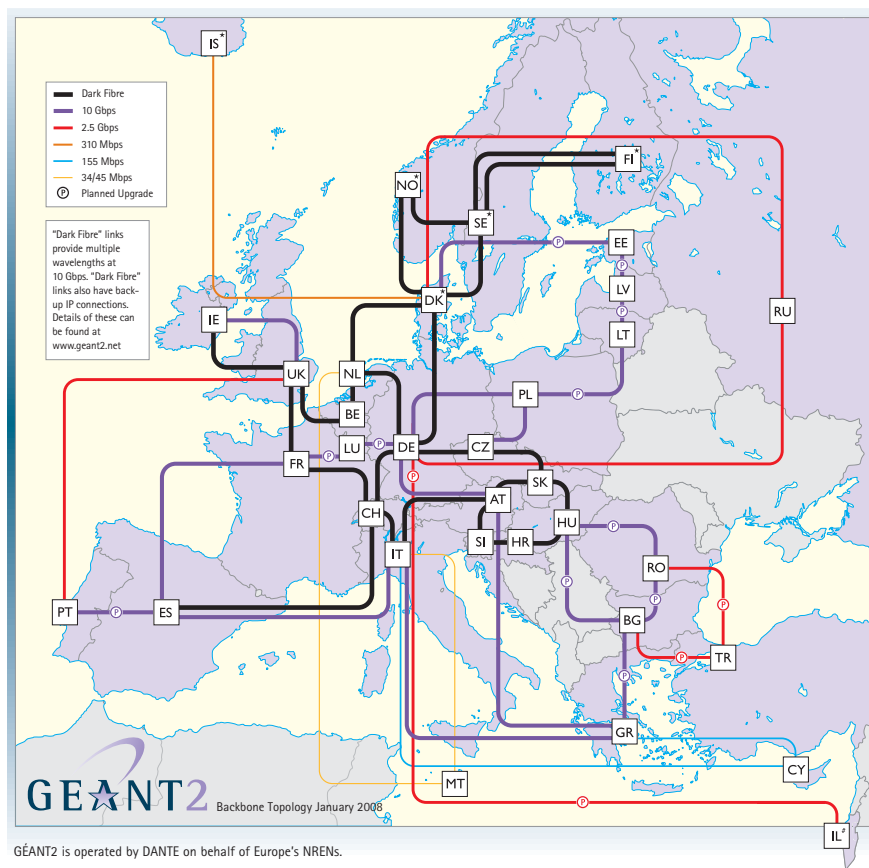 IS*
Dark Fibre
10 Gbps
2.5 Gbps
310 Mbps
155 Mbps
34/45 Mbps
P Planned Upgrade
"Dark Fibre" links
provide multiple
wavelengths at
10 Gbps. "Dark Fibre"
links also have back-
up IP connections.
Details of these can
be found at
www.geant2.net
FI*
NO*
SE*
P
EE
P
LV
DK*
P
RU
IE
LT
UK
NL
PL
P
BE
LU
P
DE
CZ
FR
P
P
SK
AT
CH
HU
P
SI
HR
IT
RO
P
P
P
PT
P
ES
BG
P
TR
P
GR
CY
MT
P
IL#
GEANT2
Backbone Topology January 2008
GÉANT2 is operated by DANTE on behalf of Europe's NRENs.